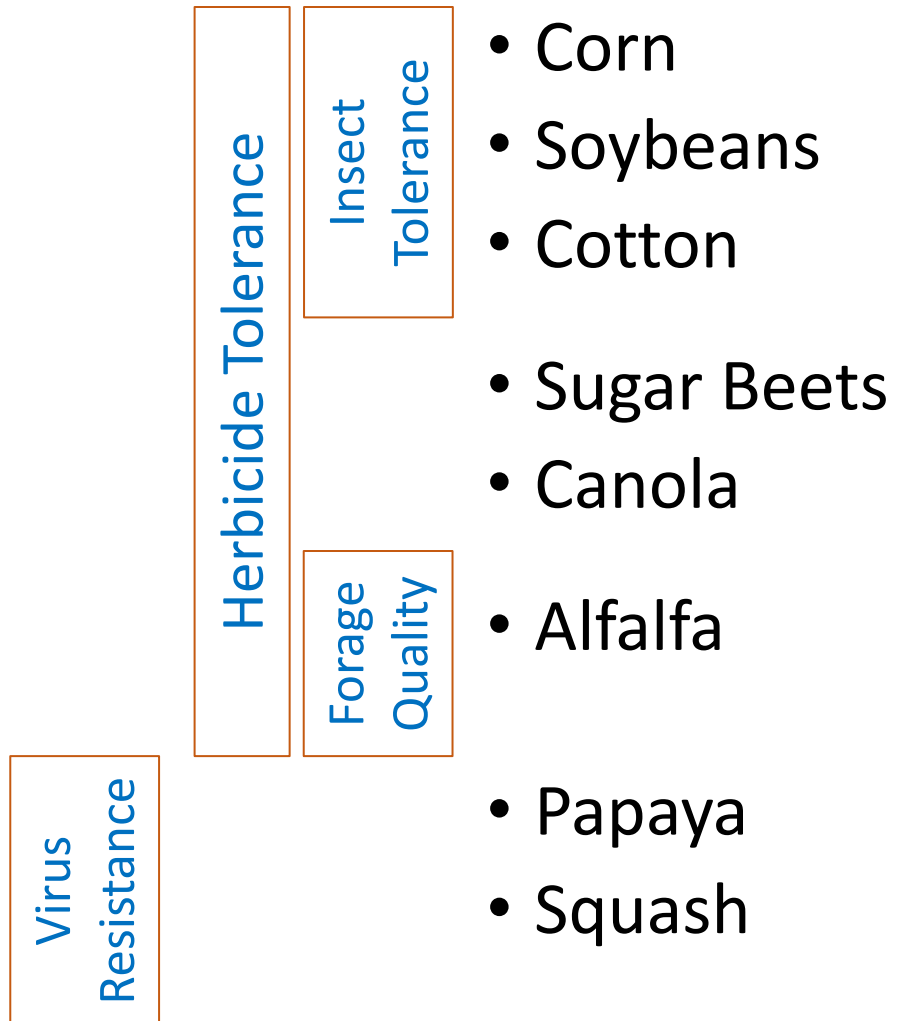 Herbicide Tolerance
Insect
Tolerance
• Corn
• Soybeans
• Cotton
• Sugar Beets
• Canola
Forage
Quality
• Alfalfa
Virus
Resistance
• Papaya
• Squash